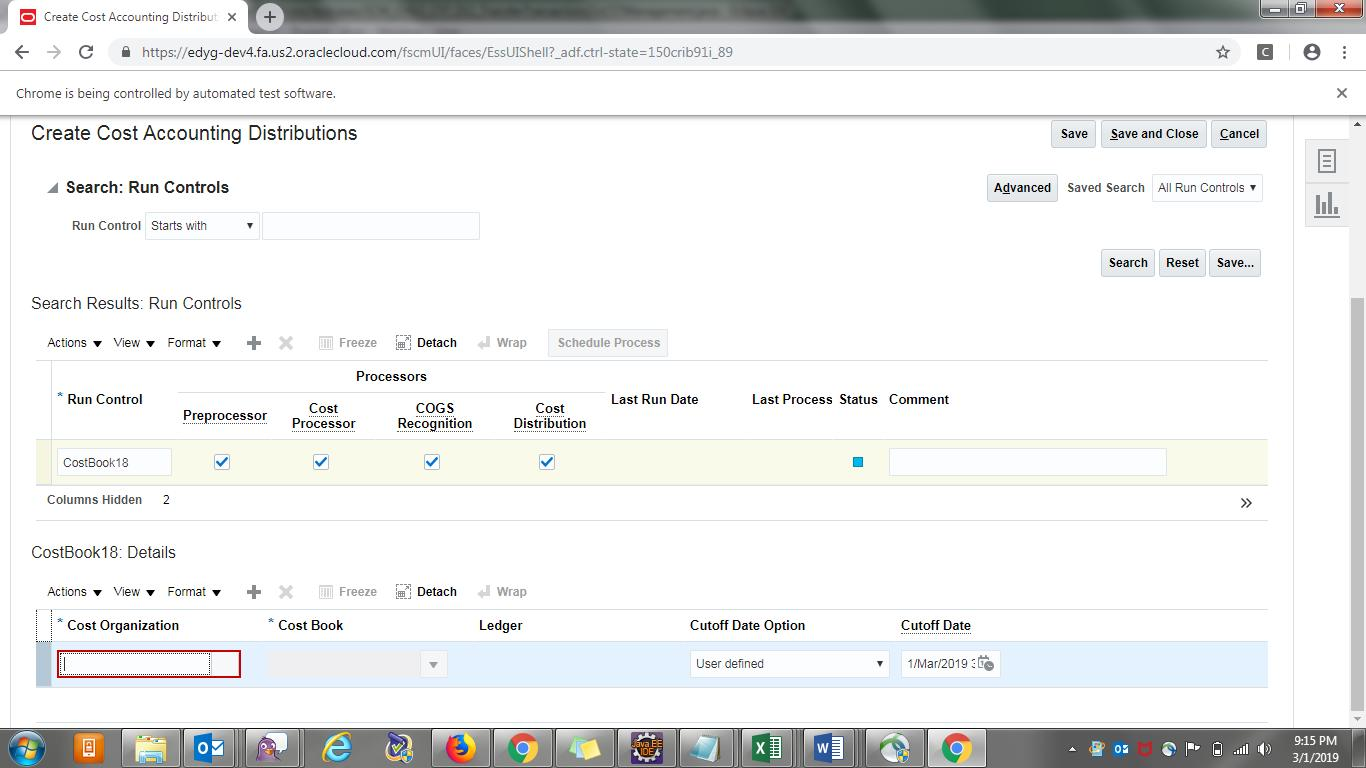 Create Cost Accounting Distribut
https://edyg-dev4.fa.us2.oraclecloud.com/fscmUI/faces/EssUIShell?_adf.ctrl-state=150crib91i_89
C
Chrome is being controlled by automated test software.
Create Cost Accounting Distributions
Save Save and Close Cancel
Search: Run Controls
Advanced Saved Search All Run Controls
Run Control Starts with
Search Reset Save...
Search Results: Run Controls
Actions View Format Freeze Detach Wrap Schedule Process
Processors
* Run Control Preprocessor Cost Processor COGS Recognition Cost Distribution Last Run Date Last Process Status Comment
CostBook18
Columns Hidden 2
CostBook18: Details
Actions View Format Freeze Detach Wrap
* Cost Organization * Cost Book Ledger Cutoff Date Option Cutoff Date
User defined 1/Mar/2019
Java EE
IDE
9:15 PM
3/1/2019